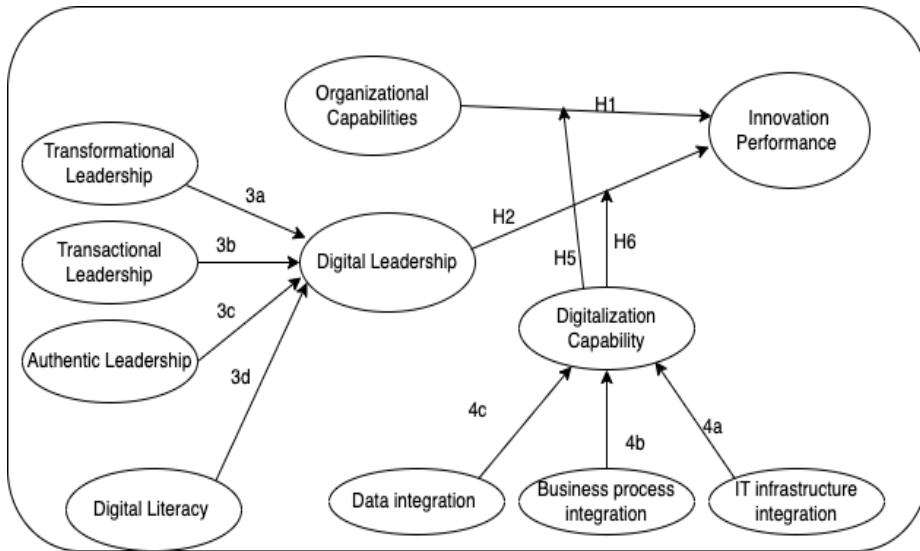 Organizational
Capabilities
H1
Innovation
Performance
Transformational
Leadership
3a
Transactional
Leadership
3b
Digital Leadership
H2
H5
H6
3c
Authentic Leadership
3d
Digitalization
Capability
4c
4b
4a
Digital Literacy
Data integration
Business process
integration
IT infrastructure
integration